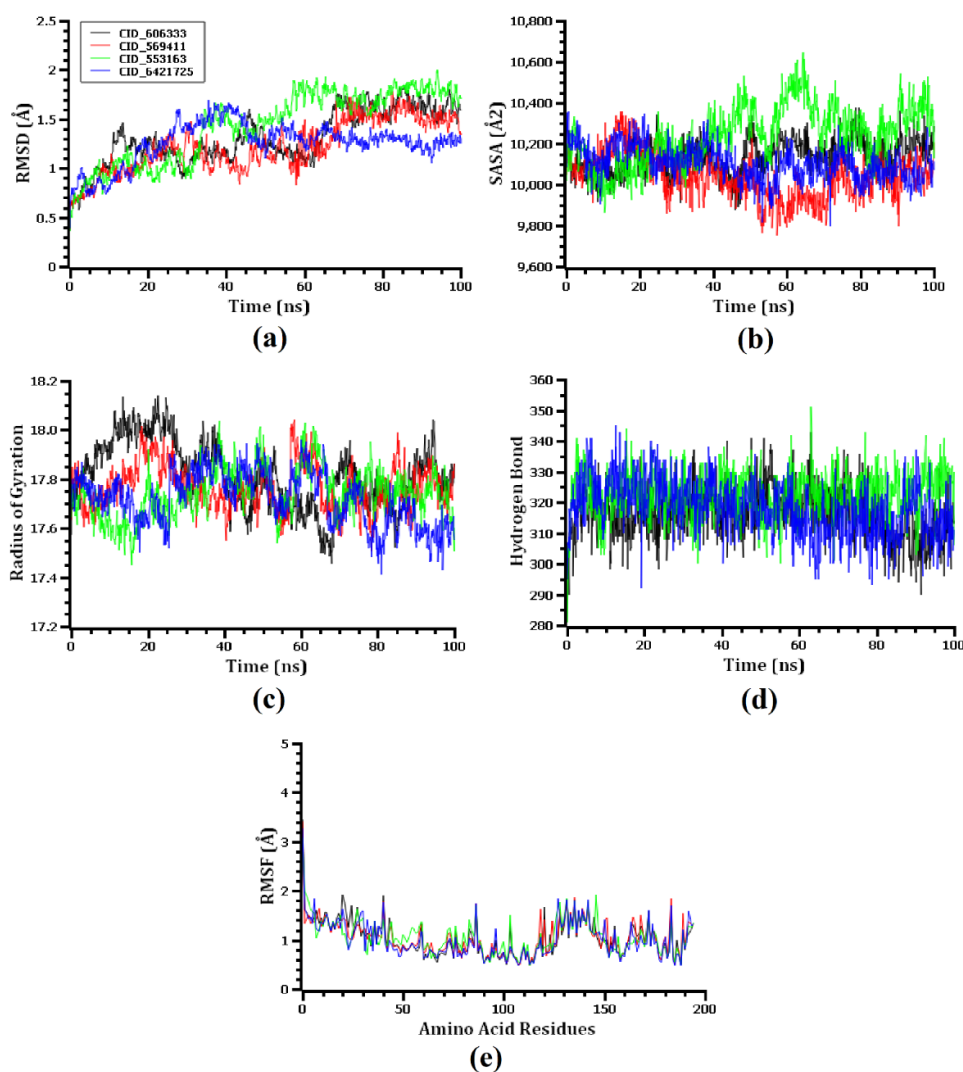 2.5
2
1.5
1
0.5
0
RMSD (Å)
CID_606333
CID_569411
CID_553163
CID_6421725
0 20 40 60 80 100
Time (ns)
(a)
10,800
10,600
10,400
10,200
10,000
9,800
9,600
SASA (Å2)
0 20 40 60 80 100
Time (ns)
(b)
18.2
18.0
17.8
17.6
17.4
17.2
Radius of Gyration
0 20 40 60 80 100
Time (ns)
(c)
360
350
340
330
320
310
300
290
280
Hydrogen Bond
0 20 40 60 80 100
Time (ns)
(d)
5
4
3
2
1
0
RMSF (Å)
0 50 100 150 200
Amino Acid Residues
(e)